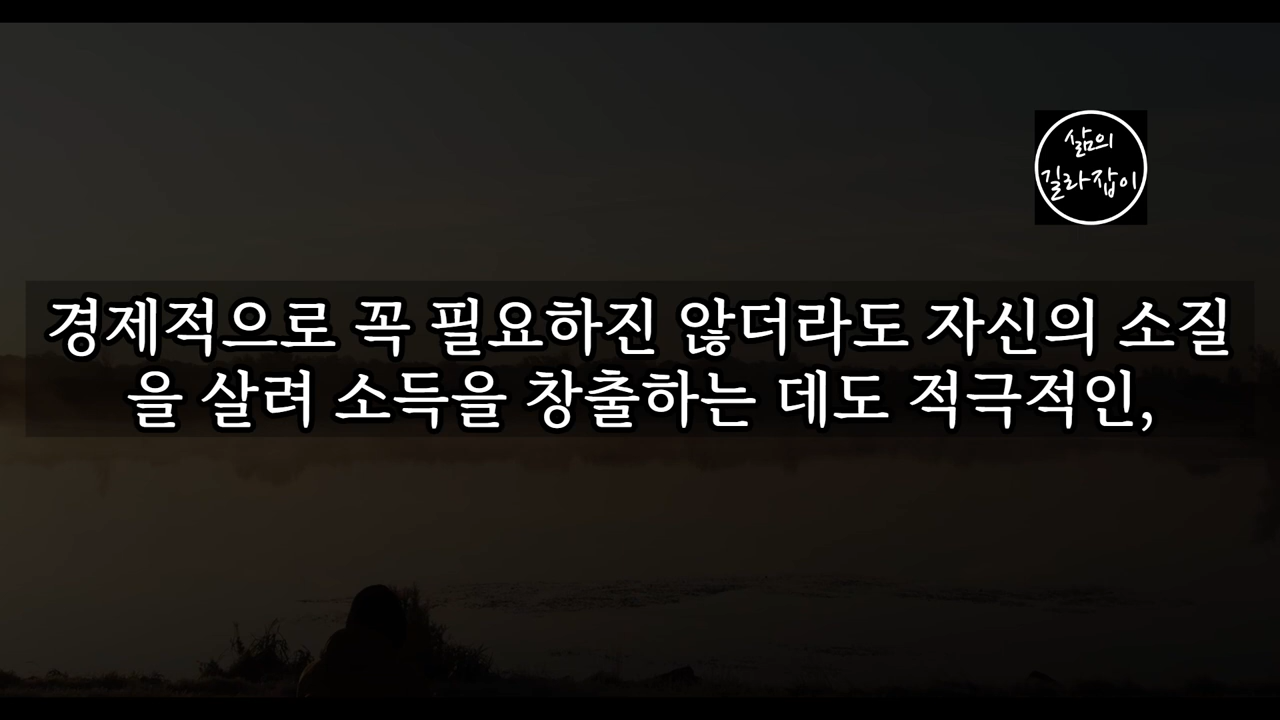 삶의
길라잡이
경제적으로 꼭 필요하진 않더라도 자신의 소질
을 살려 소득을 창출하는 데도 적극적인,